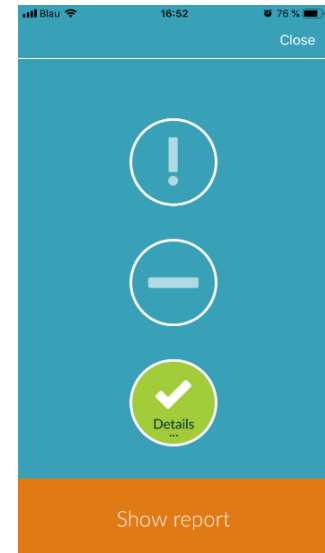 Blau 16:52 76 %
Close
Details
...
Show report